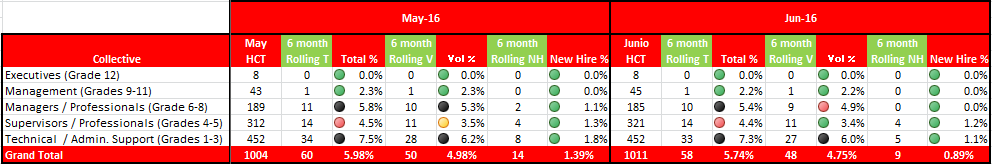 May-16 Jun-16
Collective May HCT 6 month Rolling T Total % 6 month Rolling V Vol % 6 month Rolling NH New Hire % Junio HCT 6 month Rolling T Total % 6 month Rolling V Vol % 6 month Rolling NH New Hire %
Executives (Grade 12) 8 0 0.0% 0 0.0% 0 0.0% 8 0 0.0% 0 0.0% 0 0.0%
Management (Grades 9-11) 43 1 2.3% 1 2.3% 0 0.0% 45 1 2.2% 1 2.2% 0 0.0%
Managers / Professionals (Grade 6-8) 189 11 5.8% 10 5.3% 2 1.1% 185 10 5.4% 9 4.9% 0 0.0%
Supervisors / Professionals (Grades 4-5) 312 14 4.5% 11 3.5% 4 1.3% 321 14 4.4% 11 3.4% 4 1.2%
Technical / Admin. Support (Grades 1-3) 452 34 7.5% 28 6.2% 8 1.8% 452 33 7.3% 27 6.0% 5 1.1%
Grand Total 1004 60 5.98% 50 4.98% 14 1.39% 1011 58 5.74% 48 4.75% 9 0.89%